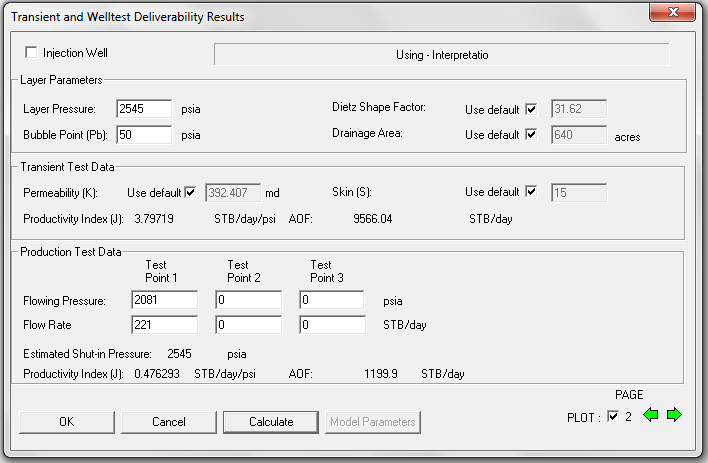 Transient and Welltest Deliverability Results
Injection Well
Using - Interpretatio
Layer Parameters
Layer Pressure: 2545 psia Dietz Shape Factor: Use default 31.62
Bubble Point (Pb): 50 psia Drainage Area: Use default 640 acres
Transient Test Data
Permeability (K): Use default 392.407 md Skin (S): Use default 15
Productivity Index (J): 3.79719 STB/day/psi AOF: 9566.04 STB/day
Production Test Data
Test Test Test
Point 1 Point 2 Point 3
Flowing Pressure: 2081 0 0 psia
Flow Rate 221 0 0 STB/day
Estimated Shut-in Pressure: 2545 psia
Productivity Index (J): 0.476293 STB/day/psi AOF: 1199.9 STB/day
PAGE
OK Cancel Calculate Model Parameters PLOT : 2